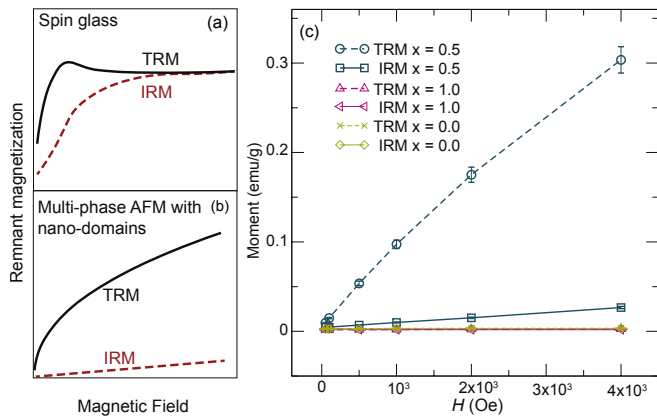 Spin glass
(a)
TRM
IRM
Remnant magnetization
Multi-phase AFM with
nano-domains
(b)
TRM
IRM
Magnetic Field
(c)
TRM x = 0.5
IRM x = 0.5
TRM x = 1.0
IRM x = 1.0
TRM x = 0.0
IRM x = 0.0
Moment (emu/g)
0.3
0.2
0.1
0
0 10³ 2x10³ 3x10³ 4x10³
H (Oe)